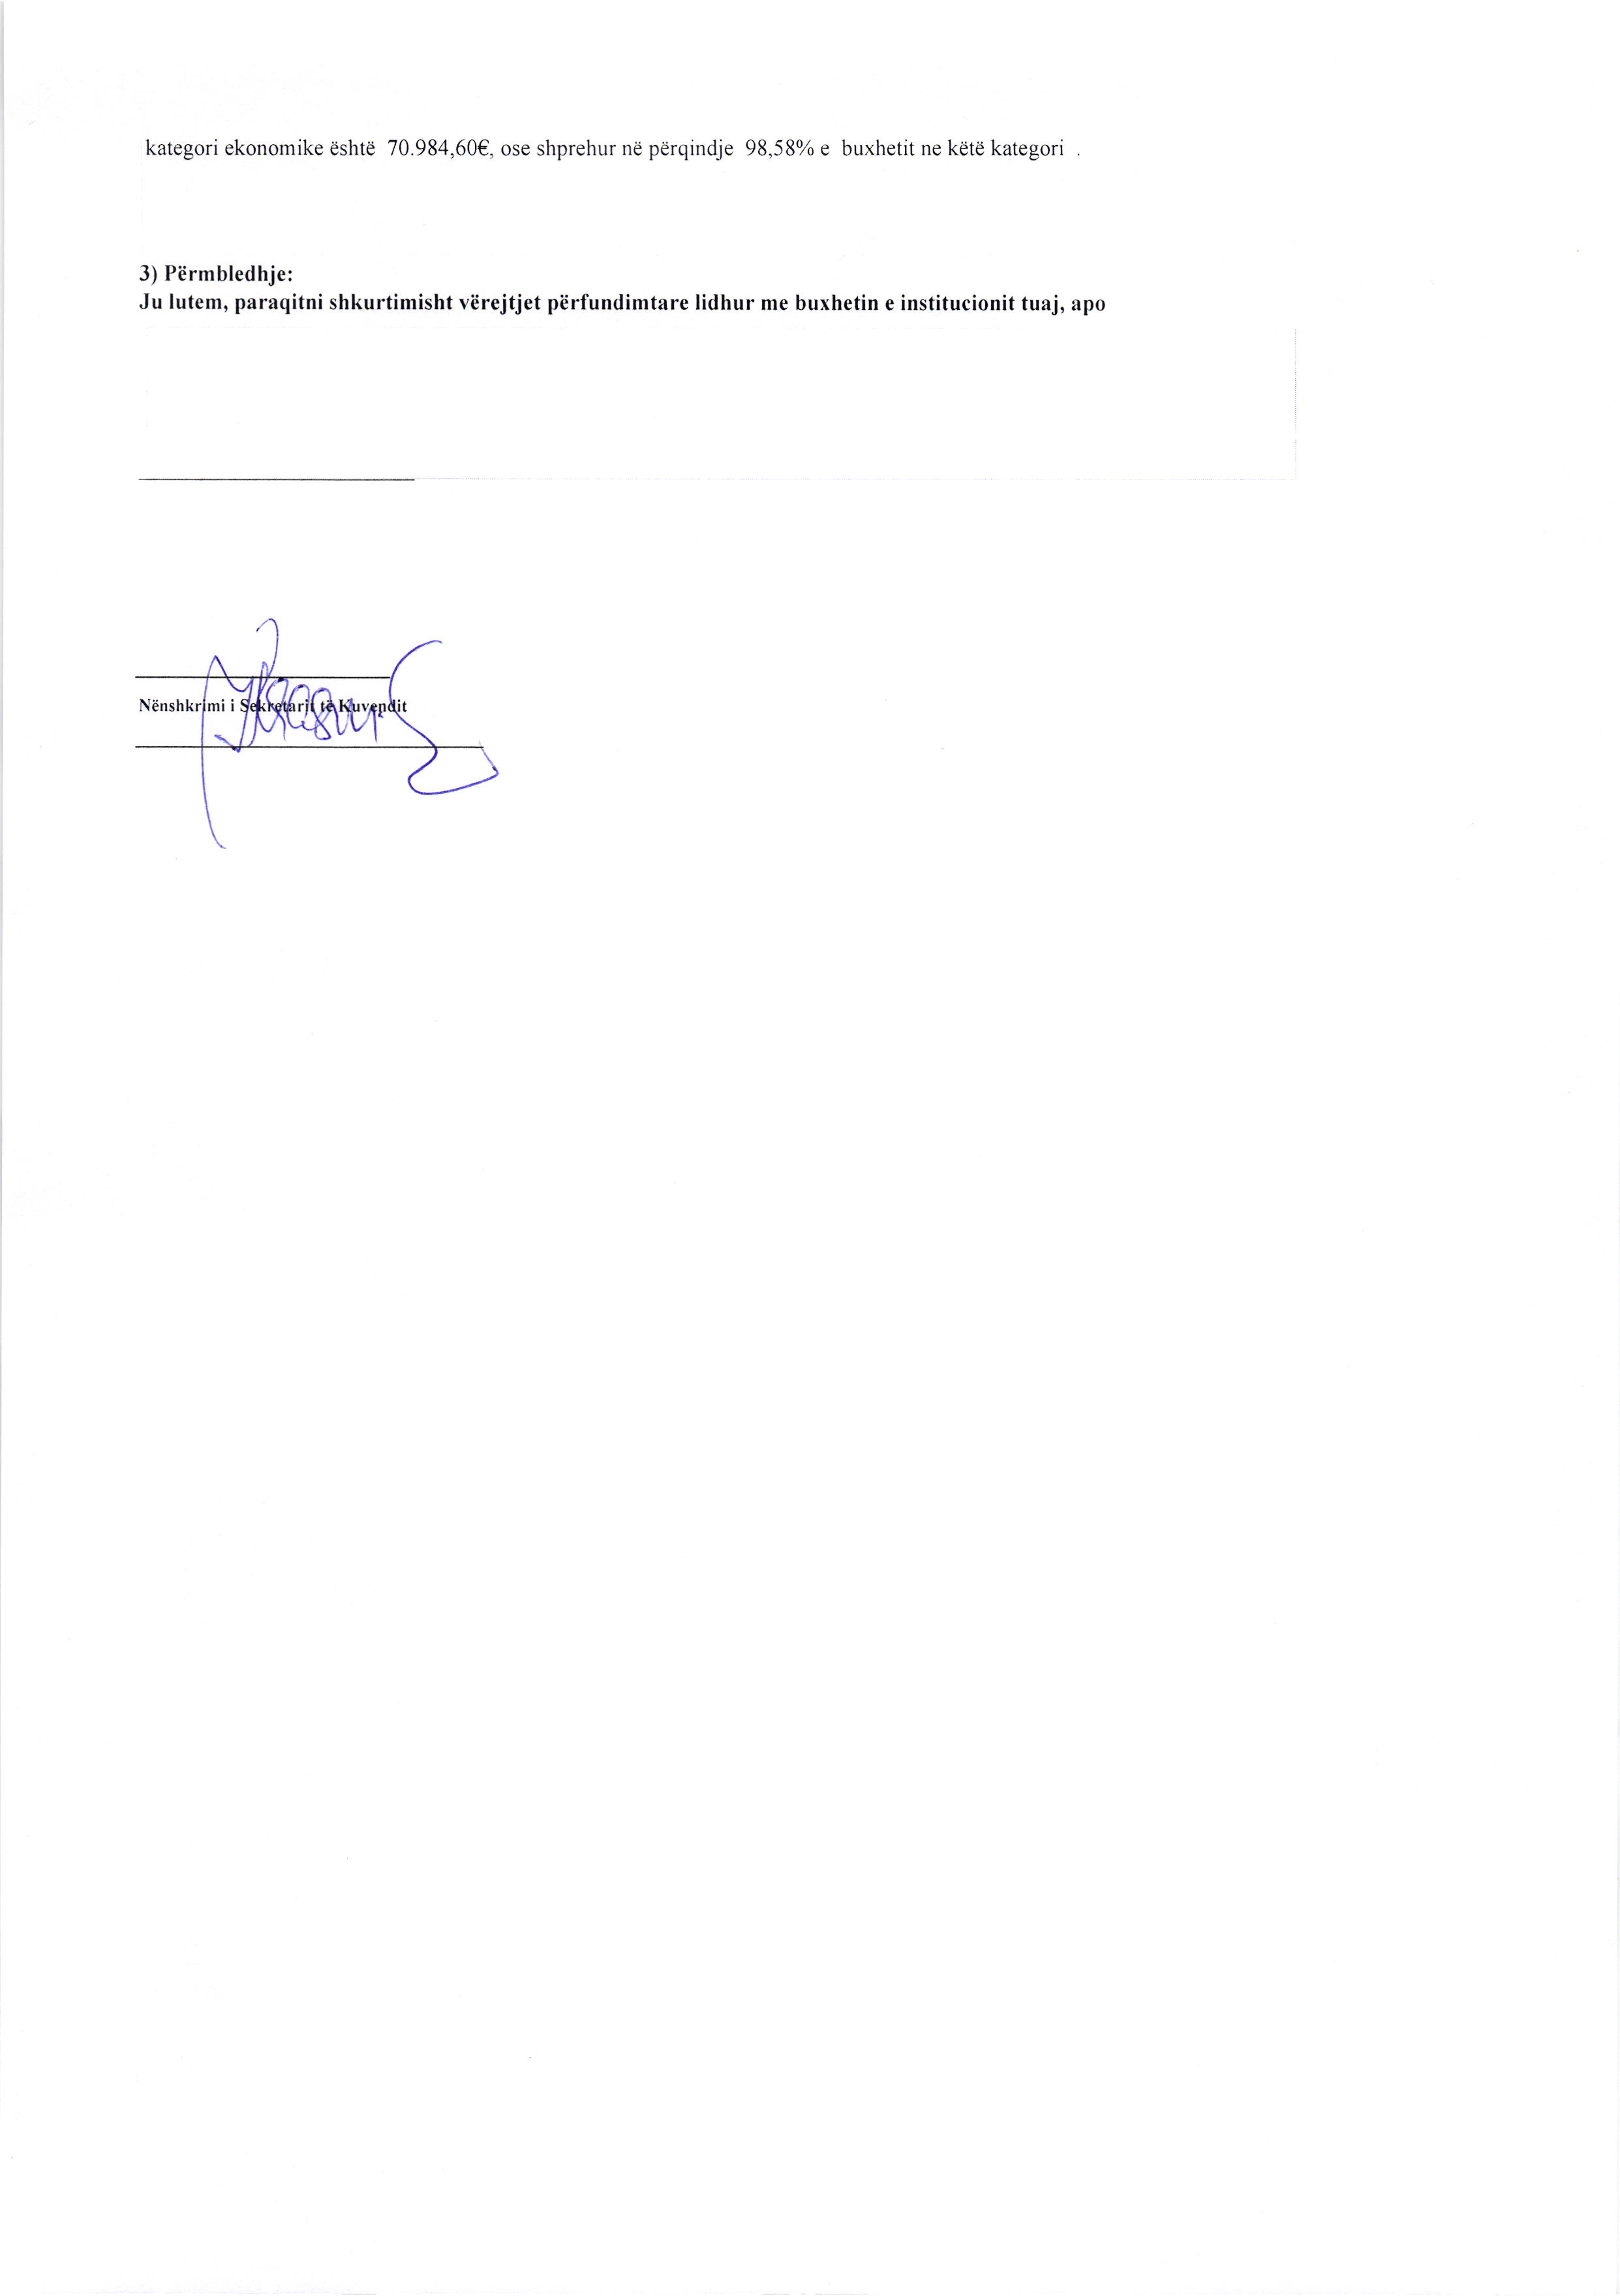 kategori ekonomike është 70.984,60€, ose shprehur në përqindje 98,58% e buxhetit ne këtë kategori .
3) Përmbledhje:
Ju lutem, paraqitni shkurtimisht vërejtjet përfundimtare lidhur me buxhetin e institucionit tuaj, apo
Nënshkrimi i Sekretarit të Kuvendit